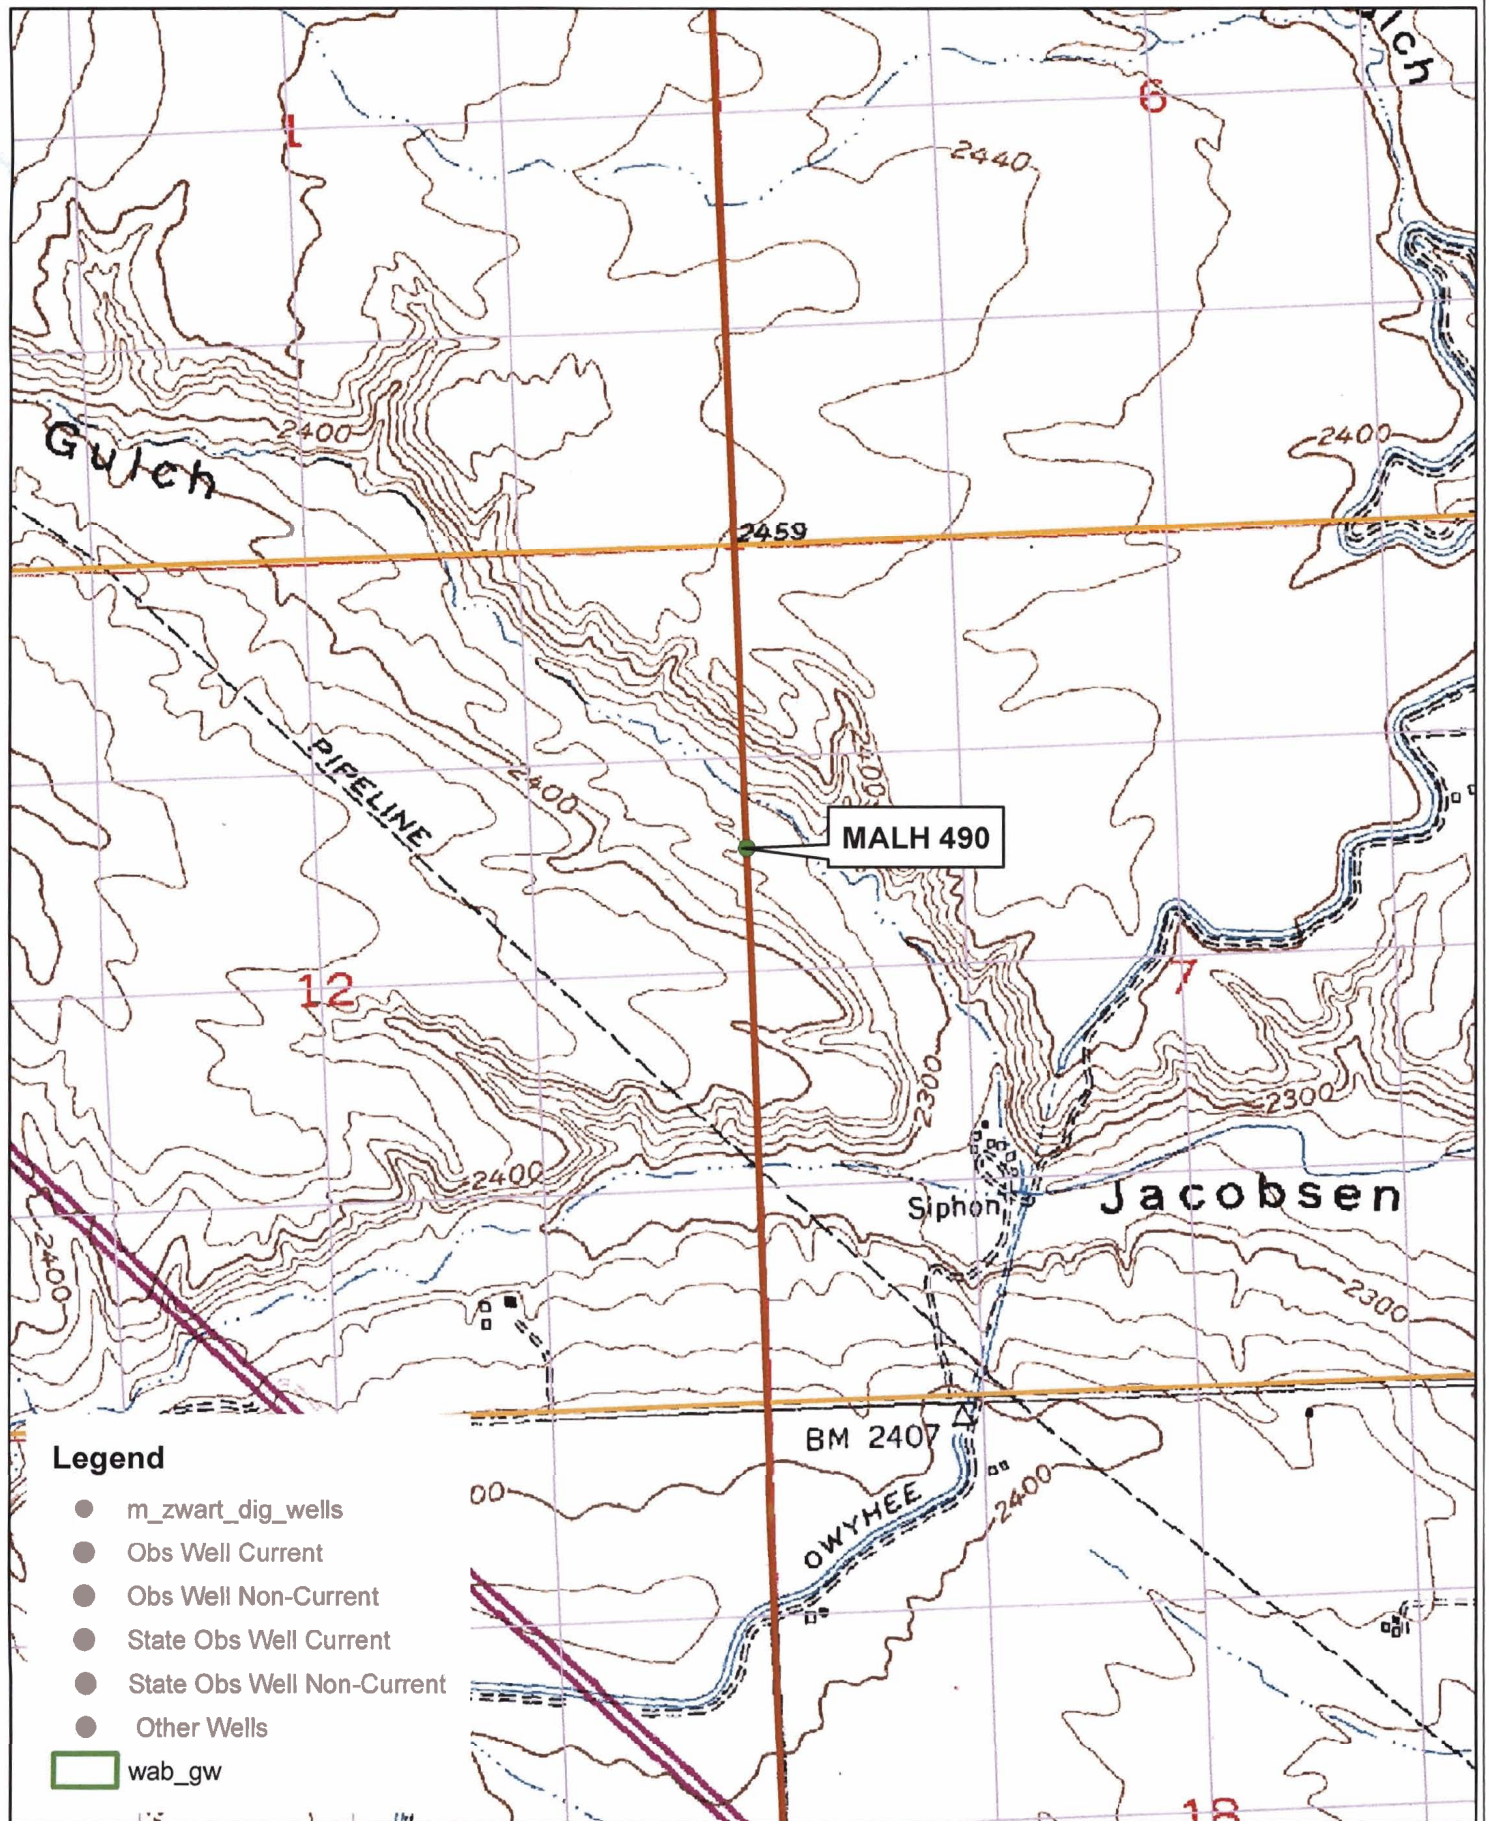 lch
1
6
2440
2400
Gulch
2400
2459
2400
2400
PIPELINE
MALH 490
12
7
2300
2300
2400
Siphon
Jacobsen
2400
2300
BM 2407
Legend
m_zwart_dig_wells
Obs Well Current
Obs Well Non-Current
State Obs Well Current
State Obs Well Non-Current
Other Wells
wab_gw
00
OWYHEE
2400
18